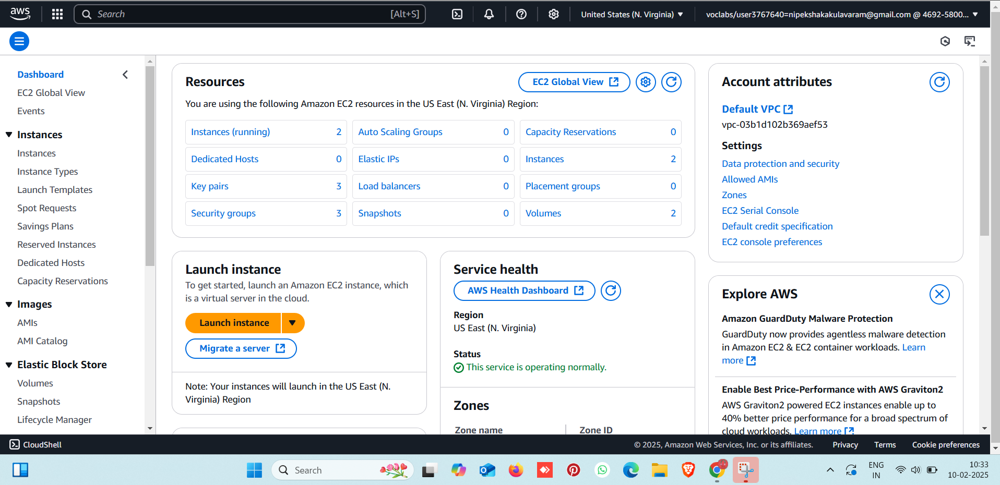 aws
Search [Alt+S]
United States (N. Virginia)
voclabs/user3767640=nipekshakakulavaram@gmail.com @ 4692-5800...
Dashboard
EC2 Global View
Events
Instances
Instances
Instance Types
Launch Templates
Spot Requests
Savings Plans
Reserved Instances
Dedicated Hosts
Capacity Reservations
Images
AMIs
AMI Catalog
Elastic Block Store
Volumes
Snapshots
Lifecycle Manager
Resources
EC2 Global View
You are using the following Amazon EC2 resources in the US East (N. Virginia) Region:
Instances (running) 2
Auto Scaling Groups 0
Capacity Reservations 0
Dedicated Hosts 0
Elastic IPs 0
Instances 2
Key pairs 3
Load balancers 0
Placement groups 0
Security groups 3
Snapshots 0
Volumes 2
Launch instance
To get started, launch an Amazon EC2 instance, which
is a virtual server in the cloud.
Launch instance
Migrate a server
Note: Your instances will launch in the US East (N.
Virginia) Region
Service health
AWS Health Dashboard
Region
US East (N. Virginia)
Status
This service is operating normally.
Zones
Zone name
Zone ID
Account attributes
Default VPC
vpc-03b1d102b369aef53
Settings
Data protection and security
Allowed AMIs
Zones
EC2 Serial Console
Default credit specification
EC2 console preferences
Explore AWS
Amazon GuardDuty Malware Protection
GuardDuty now provides agentless malware detection
in Amazon EC2 & EC2 container workloads. Learn
more
Enable Best Price-Performance with AWS Graviton2
AWS Graviton2 powered EC2 instances enable up to
40% better price performance for a broad spectrum of
cloud workloads. Learn more
CloudShell
© 2025, Amazon Web Services, Inc. or its affiliates.
Privacy
Terms
Cookie preferences
Search
ENG
IN
10:33
10-02-2025